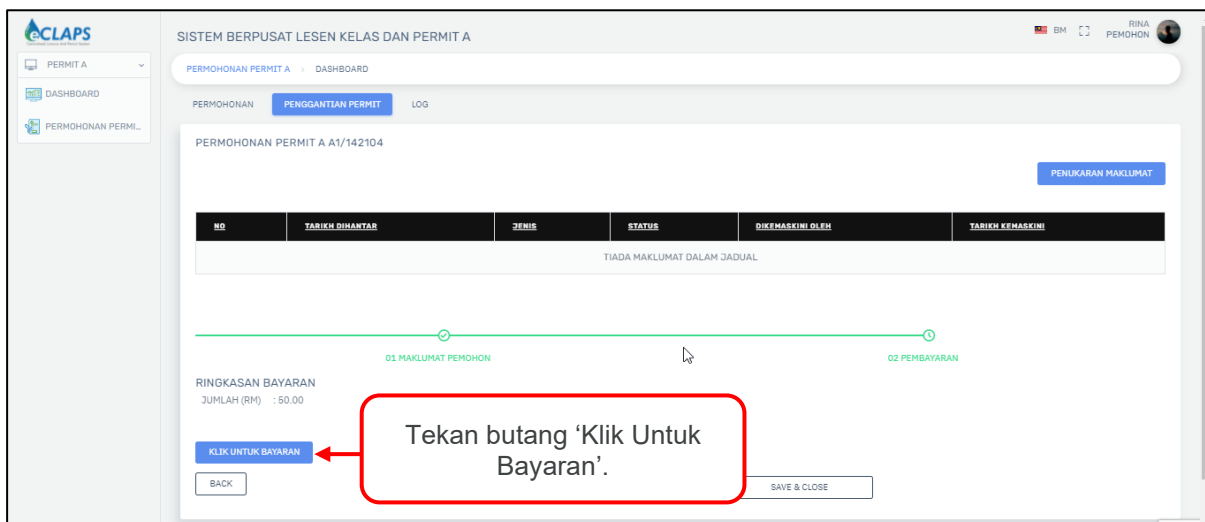 eCLAPS
SISTEM BERPUSAT LESEN KELAS DAN PERMIT A
BM
RINA
PEMOHON
PERMIT A
DASHBOARD
PERMOHONAN PERMI...
PERMOHONAN PERMIT A > DASHBOARD
PERMOHONAN PENGGANTIAN PERMIT LOG
PERMOHONAN PERMIT A A1/142104
PENUKARAN MAKLUMAT
NO TARIKH DIHANTAR JENIS STATUS DIKEMASKINI OLEH TARIKH KEMASKINI
TIADA MAKLUMAT DALAM JADUAL
01 MAKLUMAT PEMOHON 02 PEMBAYARAN
RINGKASAN BAYARAN
JUMLAH (RM) : 50.00
KLIK UNTUK BAYARAN
Tekan butang ‘Klik Untuk
Bayaran’.
BACK SAVE & CLOSE